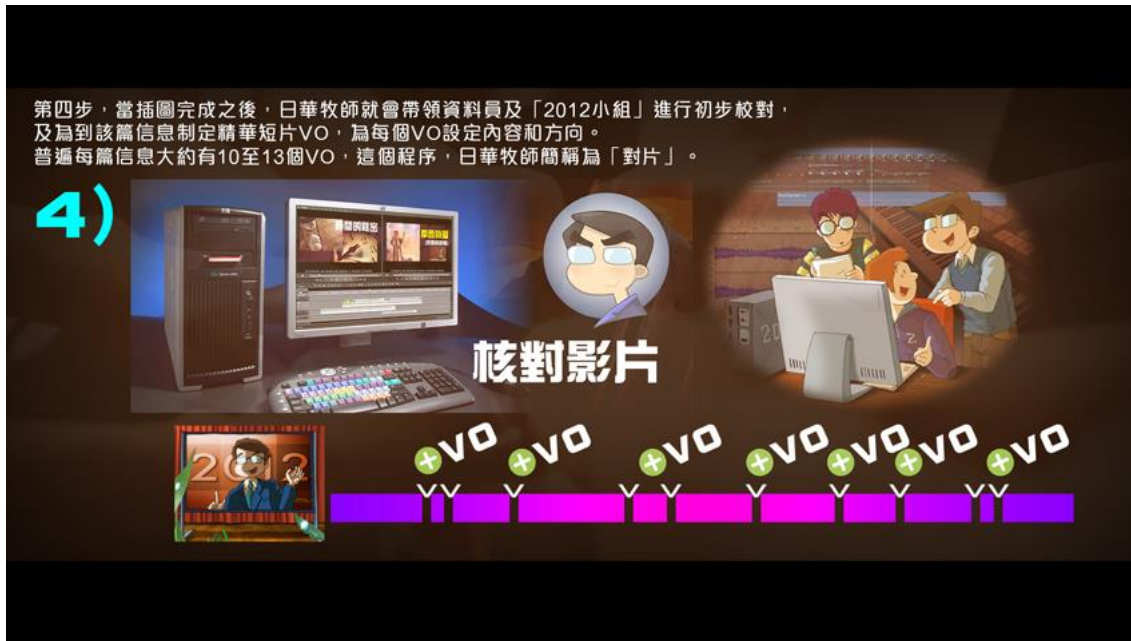 第四步，當插圖完成之後，日華牧師就會帶領資料員及「2012小組」進行初步校對，
及為到該篇信息制定精華短片VO，為每個VO設定內容和方向。
普遍每篇信息大約有10至13個VO，這個程序，日華牧師簡稱為「對片」。
4)
核對影片
2012
+VO +VO +VO +VO +VO +VO +VO